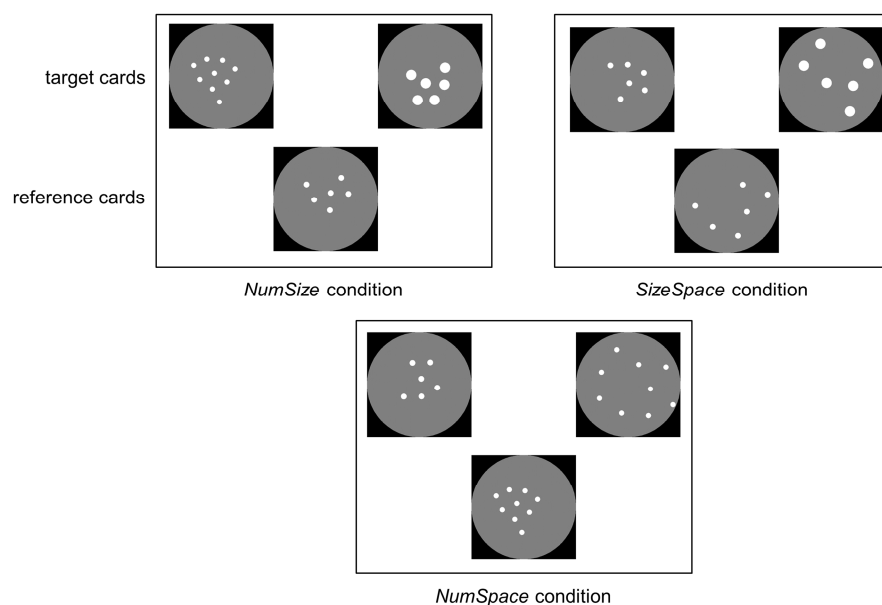 target cards
reference cards
NumSize condition
SizeSpace condition
NumSpace condition